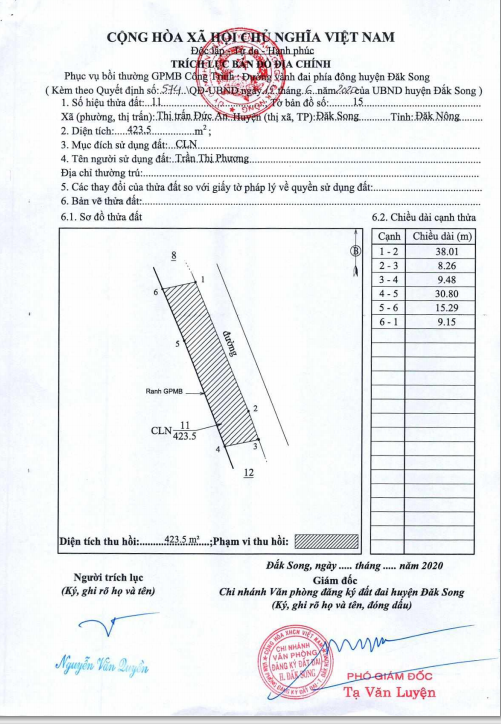 CỘNG HÒA XÃ HỘI CHỦ NGHĨA VIỆT NAM
Độc lập - Tự do - Hạnh phúc
TRÍCH LỤC BẢN ĐỒ ĐỊA CHÍNH
Phục vụ bồi thường GPMB Công Trình : Đường vành đai phía đông huyện Đăk Song
( Kèm theo Quyết định số: 514 /QĐ-UBND ngày tháng 6 năm 2020 của UBND huyện Đăk Song )
1. Số hiệu thửa đất: 11 Tờ bản đồ số: 15
Xã (phường, thị trấn): Thị trấn Đức An Huyện (thị xã, TP) Đăk Song Tỉnh: Đăk Nông
2. Diện tích: 423.5 m² ;
3. Mục đích sử dụng đất: CLN
4. Tên người sử dụng đất: Trần Thị Phương
Địa chỉ thường trú:
5. Các thay đổi của thửa đất so với giấy tờ pháp lý về quyền sử dụng đất:
6. Bản vẽ thửa đất:
6.1. Sơ đồ thửa đất
6.2. Chiều dài cạnh thửa
Cạnh Chiều dài (m)
1 - 2 38.01
2 - 3 8.26
3 - 4 9.48
4 - 5 30.80
5 - 6 15.29
6 - 1 9.15
B
8
1
6
5
đường
Ranh GPMB
2
CLN 11
423.5
4
3
12
Diện tích thu hồi: 423.5 m² ;Phạm vi thu hồi:
Đắk Song, ngày ..... tháng ..... năm 2020
Người trích lục
(Ký, ghi rõ họ và tên)
Giám đốc
Chi nhánh Văn phòng đăng ký đất đai huyện Đăk Song
(Ký, ghi rõ họ và tên, đóng dấu)
CHI NHÁNH
VĂN PHÒNG
ĐĂNG KÝ ĐẤT ĐAI
H. ĐĂK SONG
Nguyễn Văn Quyên
PHÓ GIÁM ĐỐC
Tạ Văn Luyện